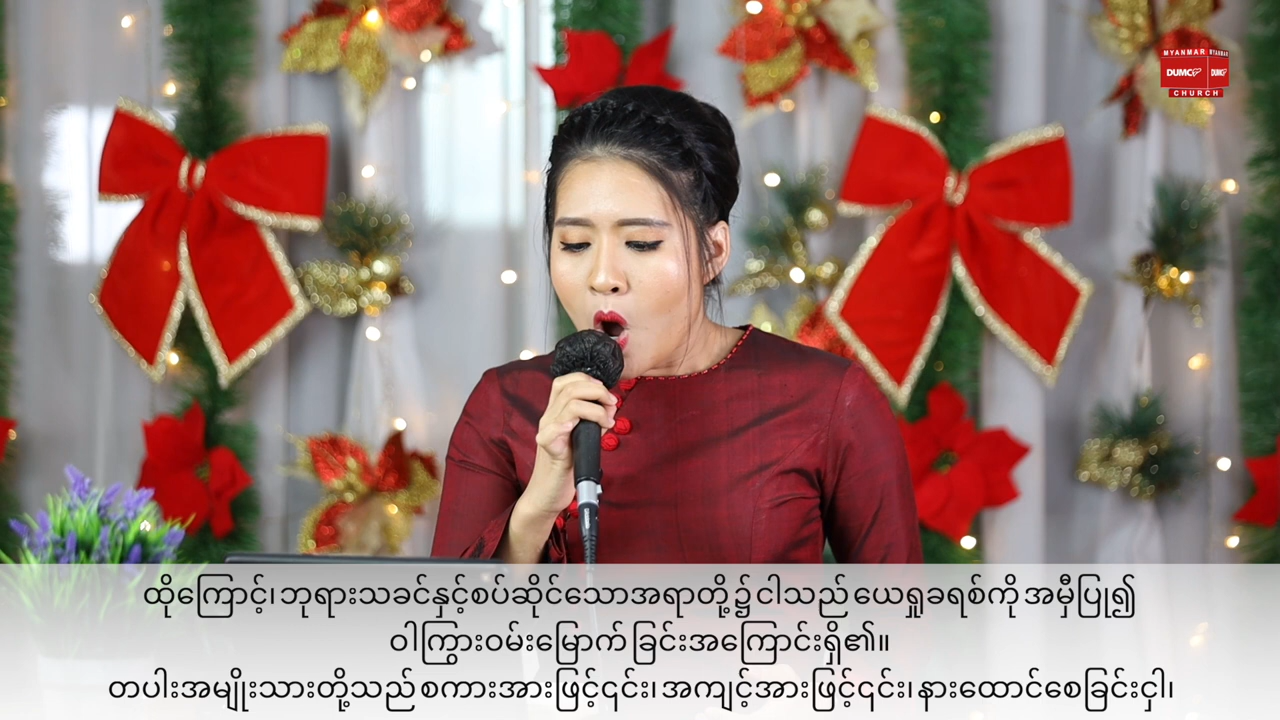 MYANMAR MYANMAR
DUMC DUMC
CHURCH
ထိုကြောင့်၊ ဘုရားသခင်နှင့်စပ်ဆိုင်သောအရာတို့၌ ငါသည် ယေရှုခရစ်ကို အမှီပြု၍
ဝါကြွားဝမ်းမြောက် ခြင်းအကြောင်းရှိ၏။
တပါးအမျိုးသားတို့သည် စကားအားဖြင့်၎င်း၊ အကျင့်အားဖြင့်၎င်း၊ နားထောင်စေခြင်းငှါ၊